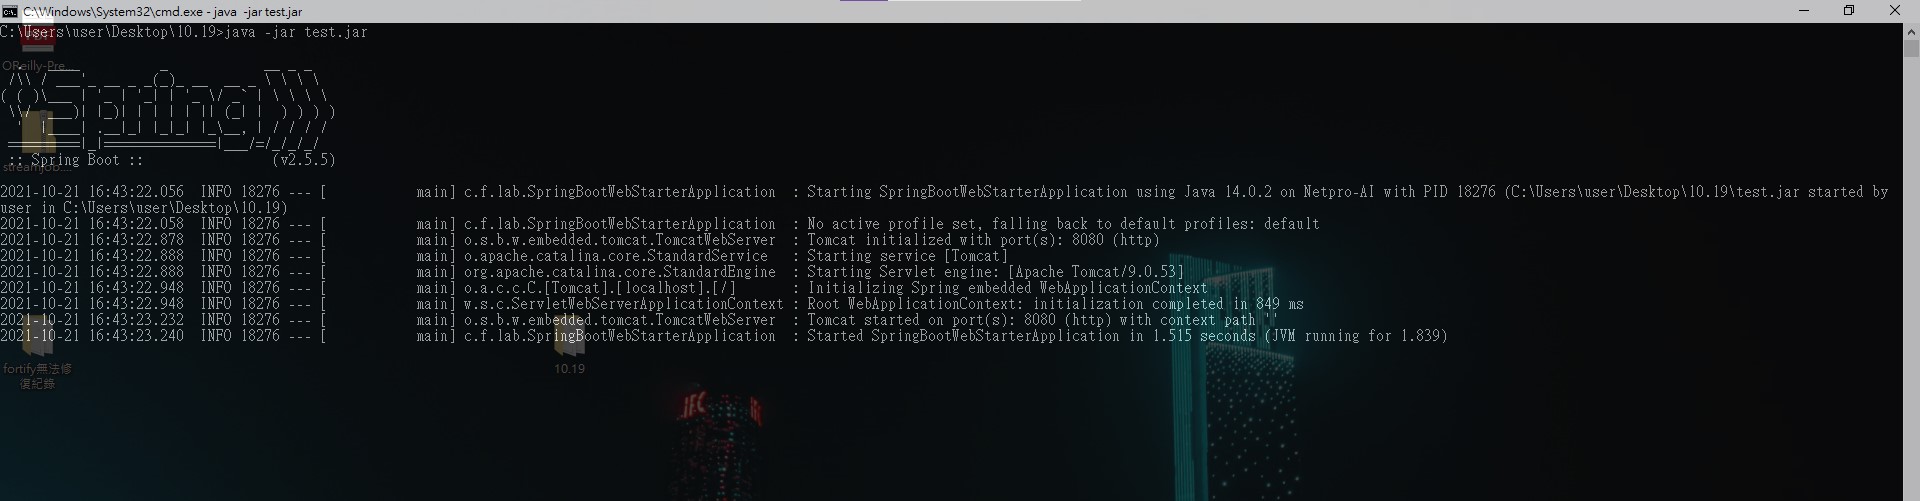 C:\Windows\System32\cmd.exe - java  -jar test.jar
C:\Users\user\Desktop\10.19>java -jar test.jar
OReilly-Pre...
Spring
:: Spring Boot ::                (v2.5.5)
streamjob....
2021-10-21 16:43:22.056  INFO 18276 --- [           main] c.f.lab.SpringBootWebStarterApplication  : Starting SpringBootWebStarterApplication using Java 14.0.2 on Netpro-AI with PID 18276 (C:\Users\user\Desktop\10.19\test.jar started by
user in C:\Users\user\Desktop\10.19)
2021-10-21 16:43:22.058  INFO 18276 --- [           main] c.f.lab.SpringBootWebStarterApplication  : No active profile set, falling back to default profiles: default
2021-10-21 16:43:22.878  INFO 18276 --- [           main] o.s.b.w.embedded.tomcat.TomcatWebServer  : Tomcat initialized with port(s): 8080 (http)
2021-10-21 16:43:22.888  INFO 18276 --- [           main] o.apache.catalina.core.StandardService   : Starting service [Tomcat]
2021-10-21 16:43:22.888  INFO 18276 --- [           main] org.apache.catalina.core.StandardEngine  : Starting Servlet engine: [Apache Tomcat/9.0.53]
2021-10-21 16:43:22.948  INFO 18276 --- [           main] o.a.c.c.C.[Tomcat].[localhost].[/]       : Initializing Spring embedded WebApplicationContext
2021-10-21 16:43:22.948  INFO 18276 --- [           main] w.s.c.ServletWebServerApplicationContext : Root WebApplicationContext: initialization completed in 849 ms
2021-10-21 16:43:23.232  INFO 18276 --- [           main] o.s.b.w.embedded.tomcat.TomcatWebServer  : Tomcat started on port(s): 8080 (http) with context path ''
2021-10-21 16:43:23.240  INFO 18276 --- [           main] c.f.lab.SpringBootWebStarterApplication  : Started SpringBootWebStarterApplication in 1.515 seconds (JVM running for 1.839)
fortify無法修
復紀錄
10.19